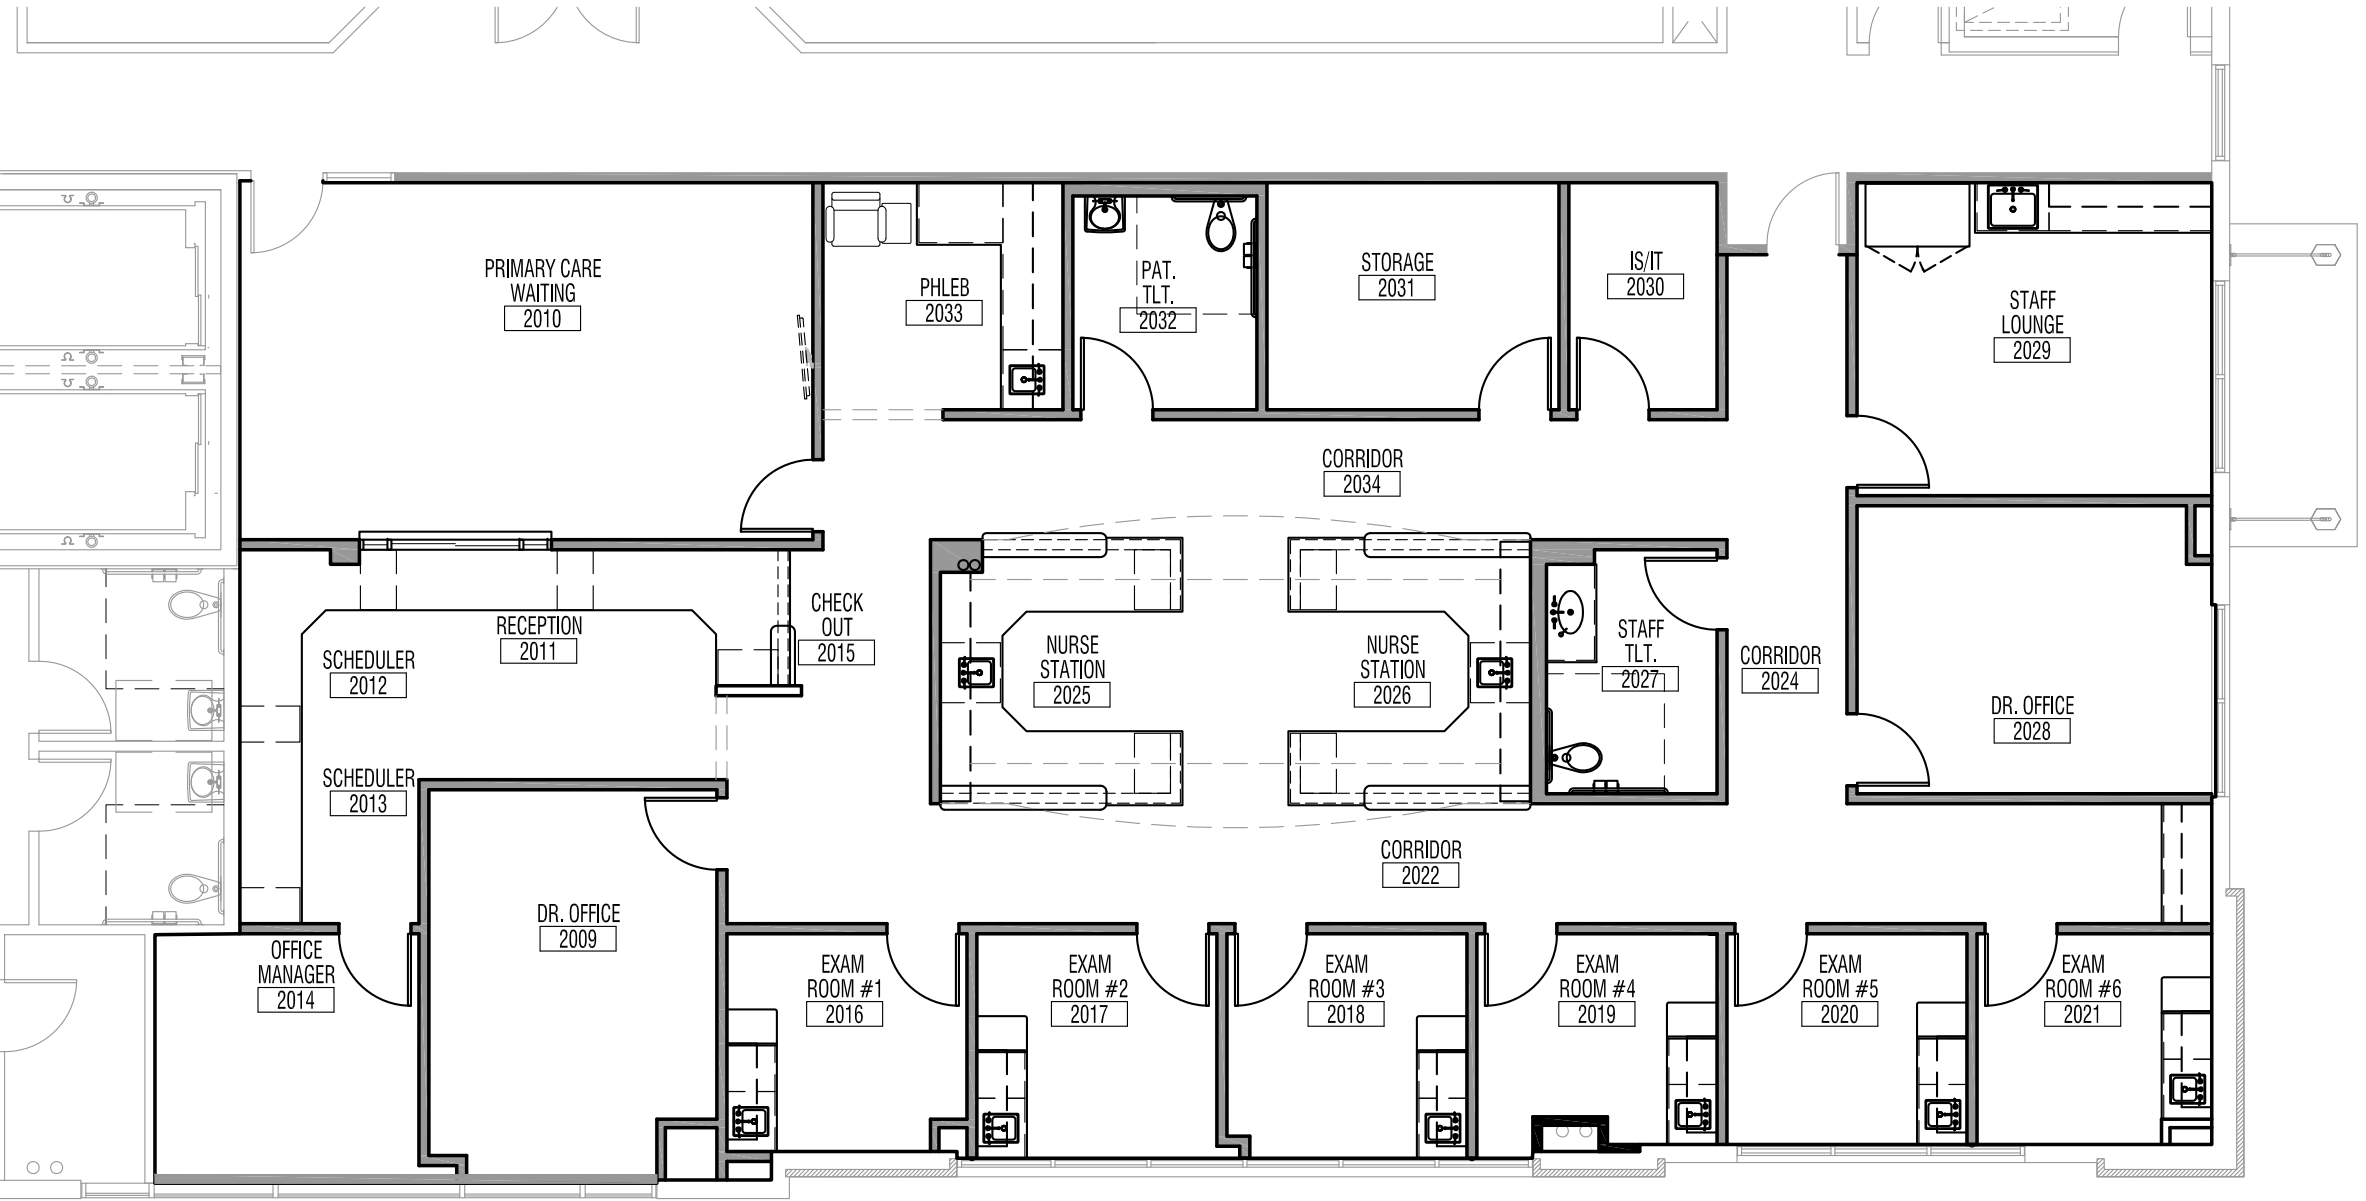 PRIMARY CARE
WAITING
2010
PHLEB
2033
PAT.
TLT.
2032
STORAGE
2031
IS/IT
2030
STAFF
LOUNGE
2029
CORRIDOR
2034
CHECK
OUT
2015
RECEPTION
2011
SCHEDULER
2012
SCHEDULER
2013
NURSE
STATION
2025
NURSE
STATION
2026
STAFF
TLT.
2027
CORRIDOR
2024
DR. OFFICE
2028
CORRIDOR
2022
DR. OFFICE
2009
OFFICE
MANAGER
2014
EXAM
ROOM #1
2016
EXAM
ROOM #2
2017
EXAM
ROOM #3
2018
EXAM
ROOM #4
2019
EXAM
ROOM #5
2020
EXAM
ROOM #6
2021